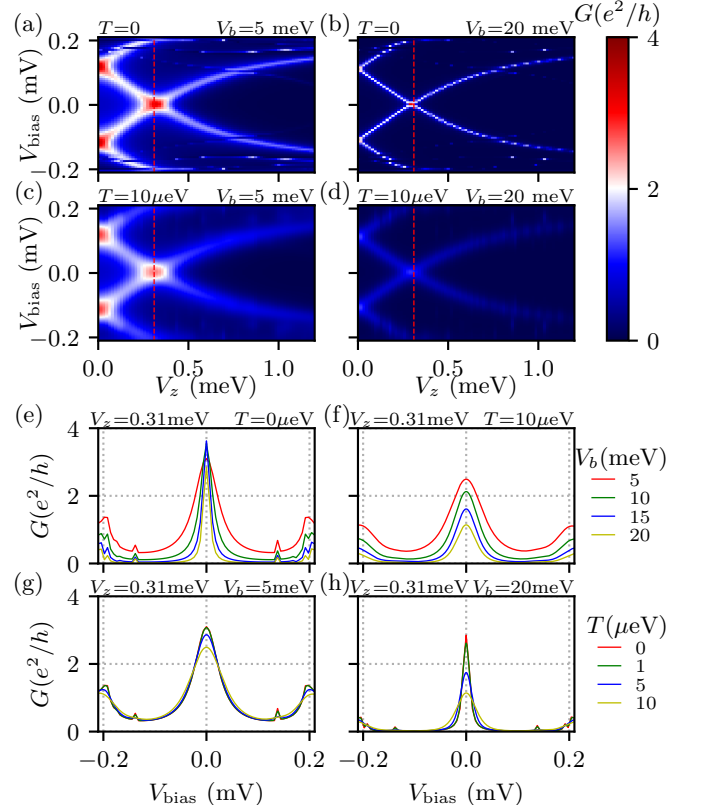 (a) T=0 V_b=5 meV (b) T=0 V_b=20 meV G(e²/h)
0.2 0.0 −0.2 V_bias (mV)
4 2 0
(c) T=10μeV V_b=5 meV (d) T=10μeV V_b=20 meV
0.2 0.0 −0.2 V_bias (mV)
0.0 0.5 1.0 0.0 0.5 1.0
V_z (meV) V_z (meV)
(e) V_z=0.31meV T=0μeV (f) V_z=0.31meV T=10μeV
4 2 0 G(e²/h)
V_b(meV)
5
10
15
20
(g) V_z=0.31meV V_b=5meV (h) V_z=0.31meV V_b=20meV
4 2 0 G(e²/h)
T(μeV)
0
1
5
10
−0.2 0.0 0.2 −0.2 0.0 0.2
V_bias (mV) V_bias (mV)